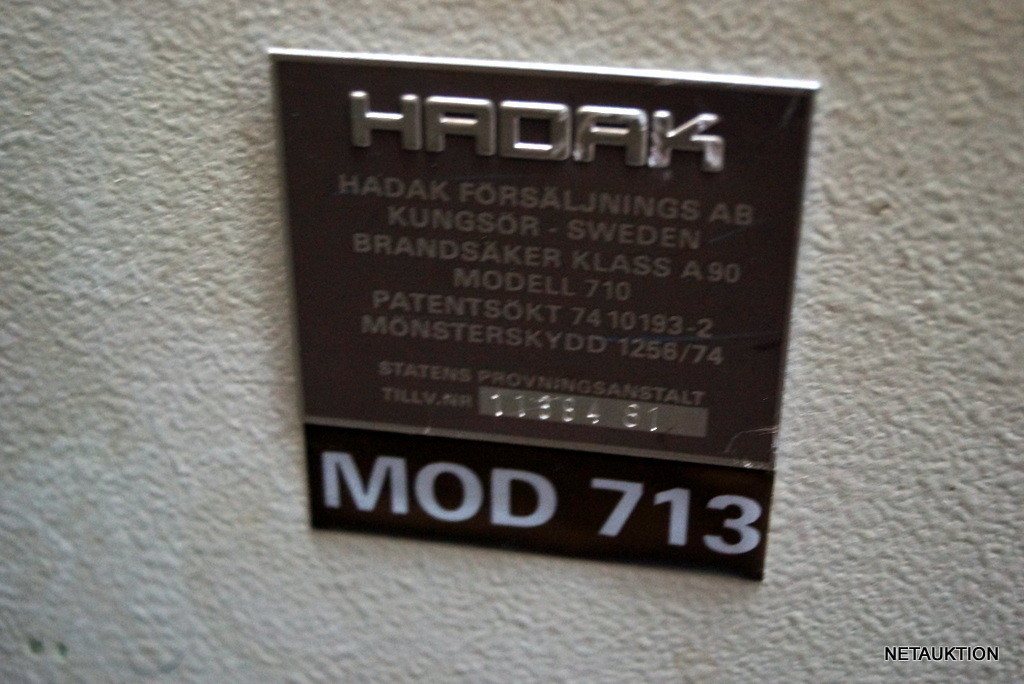 HADAK
HADAK FÖRSÄLJNINGS AB
KUNGSÖR - SWEDEN
BRANDSÄKER KLASS A 90
MODELL 710
PATENTSÖKT 7410193-2
MÖNSTERSKYDD 1256/74
STATENS PROVNINGSANSTALT
TILLV.NR
MOD 713
NETAUKTION